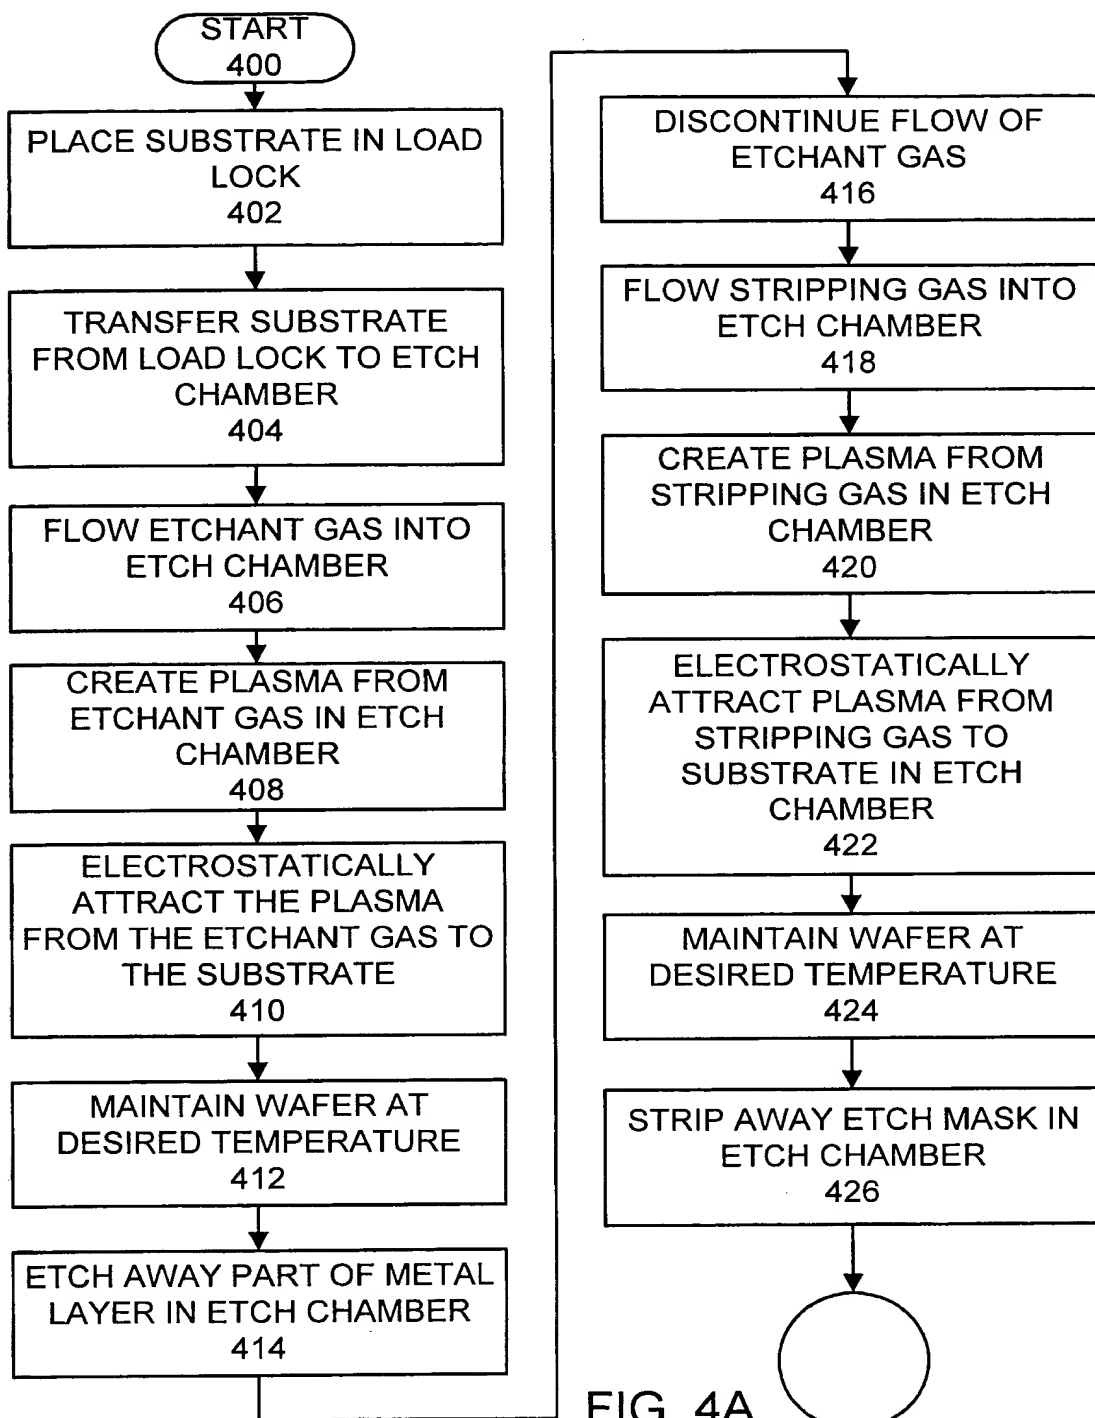 START
400
PLACE SUBSTRATE IN LOAD
LOCK
402
TRANSFER SUBSTRATE
FROM LOAD LOCK TO ETCH
CHAMBER
404
FLOW ETCHANT GAS INTO
ETCH CHAMBER
406
CREATE PLASMA FROM
ETCHANT GAS IN ETCH
CHAMBER
408
ELECTROSTATICALLY
ATTRACT THE PLASMA
FROM THE ETCHANT GAS TO
THE SUBSTRATE
410
MAINTAIN WAFER AT
DESIRED TEMPERATURE
412
ETCH AWAY PART OF METAL
LAYER IN ETCH CHAMBER
414
DISCONTINUE FLOW OF
ETCHANT GAS
416
FLOW STRIPPING GAS INTO
ETCH CHAMBER
418
CREATE PLASMA FROM
STRIPPING GAS IN ETCH
CHAMBER
420
ELECTROSTATICALLY
ATTRACT PLASMA FROM
STRIPPING GAS TO
SUBSTRATE IN ETCH
CHAMBER
422
MAINTAIN WAFER AT
DESIRED TEMPERATURE
424
STRIP AWAY ETCH MASK IN
ETCH CHAMBER
426
FIG. 4A